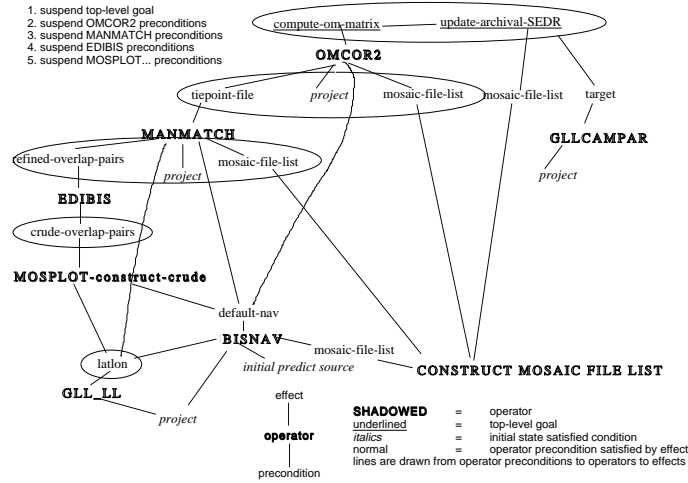 1. suspend top-level goal
2. suspend OMCOR2 preconditions
3. suspend MANMATCH preconditions
4. suspend EDIBIS preconditions
5. suspend MOSPLOT... preconditions
compute-om-matrix
update-archival-SEDR
OMCOR2
tiepoint-file
project
mosaic-file-list
mosaic-file-list
target
MANMATCH
GLLCAMPAR
refined-overlap-pairs
project
mosaic-file-list
project
EDIBIS
crude-overlap-pairs
MOSPLOT-construct-crude
default-nav
BISNAV
mosaic-file-list
latlon
initial predict source
CONSTRUCT MOSAIC FILE LIST
GLL_LL
project
effect
operator
precondition
SHADOWED = operator
underlined = top-level goal
italics = initial state satisfied condition
normal = operator precondition satisfied by effect
lines are drawn from operator preconditions to operators to effects